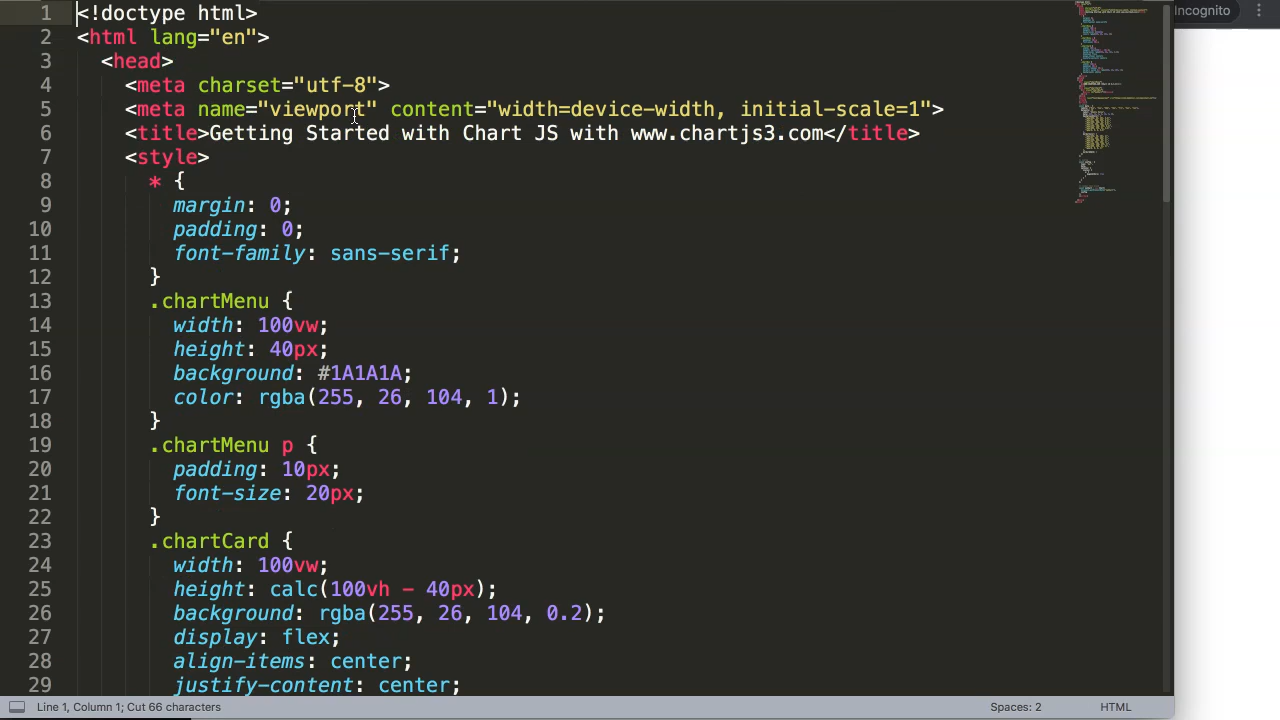 Incognito
1 <!doctype html>
2 <html lang="en">
3 <head>
4 <meta charset="utf-8">
5 <meta name="viewport" content="width=device-width, initial-scale=1">
6 <title>Getting Started with Chart JS with www.chartjs3.com</title>
7 <style>
8 * {
9 margin: 0;
10 padding: 0;
11 font-family: sans-serif;
12 }
13 .chartMenu {
14 width: 100vw;
15 height: 40px;
16 background: #1A1A1A;
17 color: rgba(255, 26, 104, 1);
18 }
19 .chartMenu p {
20 padding: 10px;
21 font-size: 20px;
22 }
23 .chartCard {
24 width: 100vw;
25 height: calc(100vh - 40px);
26 background: rgba(255, 26, 104, 0.2);
27 display: flex;
28 align-items: center;
29 justify-content: center;
Line 1, Column 1; Cut 66 characters
Spaces: 2
HTML